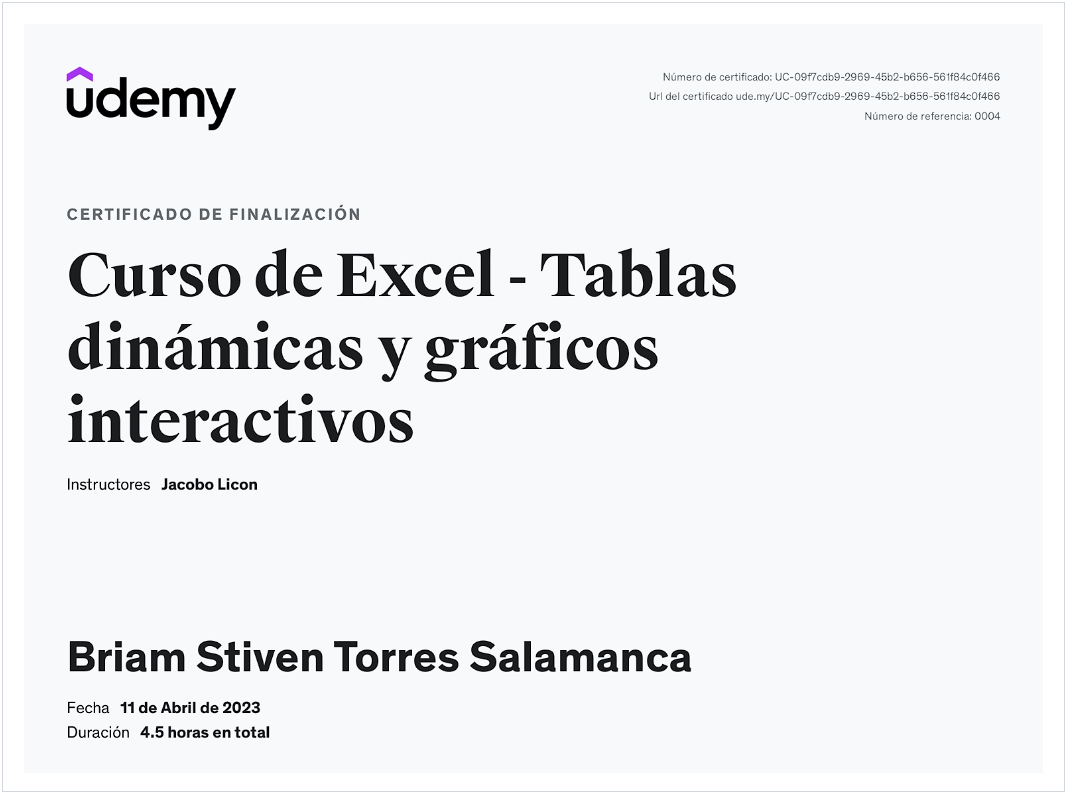 udemy
Número de certificado: UC-09f7cdb9-2969-45b2-b656-561f84c0f466
Url del certificado ude.my/UC-09f7cdb9-2969-45b2-b656-561f84c0f466
Número de referencia: 0004
CERTIFICADO DE FINALIZACIÓN
Curso de Excel - Tablas
dinámicas y gráficos
interactivos
Instructores Jacobo Licon
Briam Stiven Torres Salamanca
Fecha 11 de Abril de 2023
Duración 4.5 horas en total